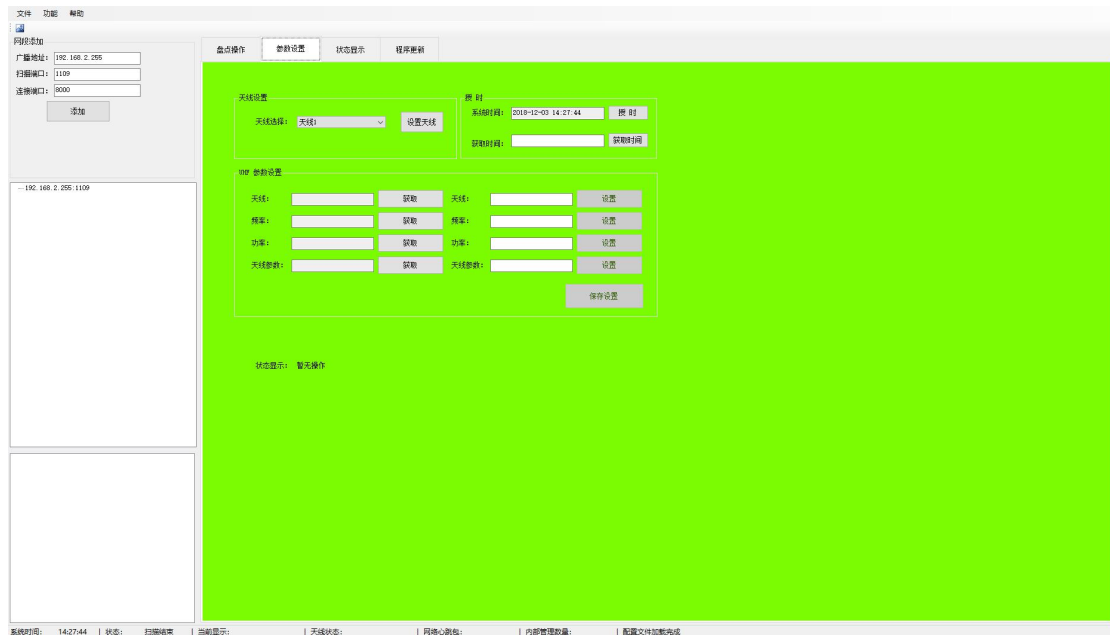 文件 功能 帮助
网段添加
广播地址: 192.168.2.255
扫描端口: 1109
连接端口: 8000
添加
192.168.2.255:1109
盘点操作 参数设置 状态显示 程序更新
天线设置
天线选择: 天线1 设置天线
授 时
系统时间: 2018-12-03 14:27:44 授 时
获取时间: 获取时间
UHF 参数设置
天线: 获取 天线: 设置
频率: 获取 频率: 设置
功率: 获取 功率: 设置
天线参数: 获取 天线参数: 设置
保存设置
状态显示: 暂无操作
系统时间: 14:27:44 | 状态: 扫描结束 | 当前显示: | 天线状态: | 网络心跳包: | 内部管理数量: | 配置文件加载完成